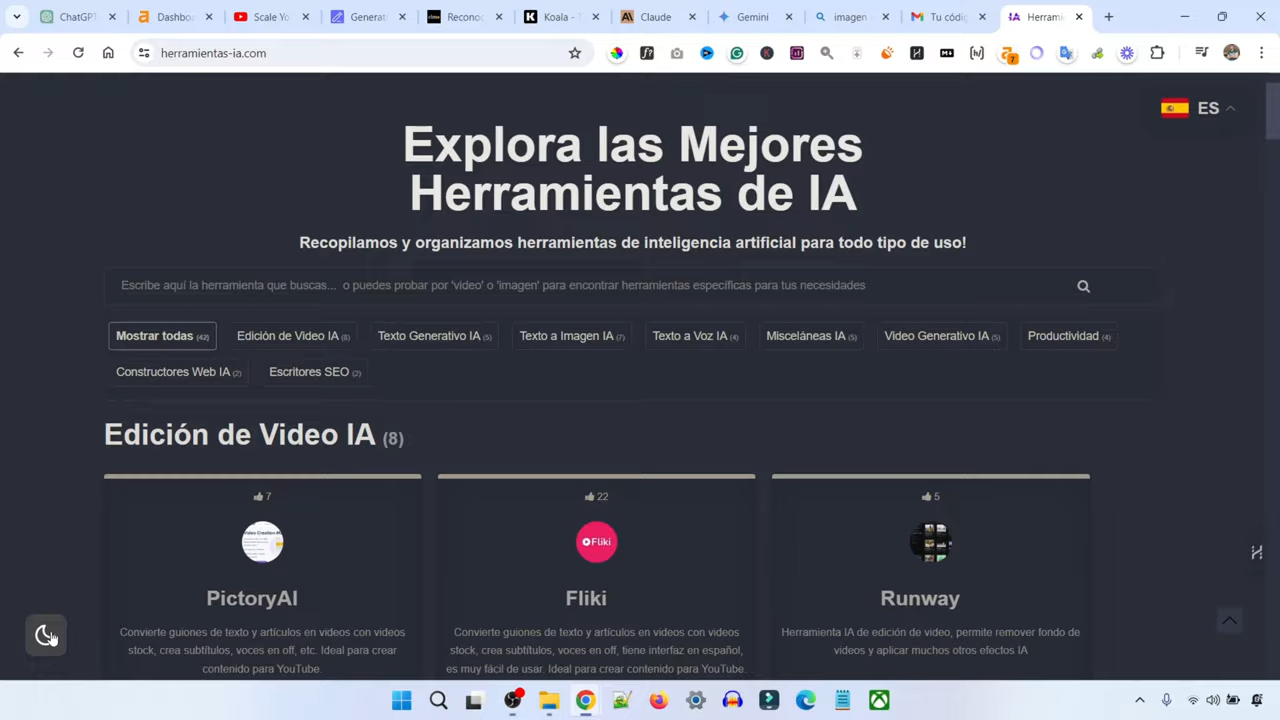 ChatGPT
Dashbo
Scale Yo
Generati
Reconoc
Koala - T
Claude
Gemini
imagen
Tu códig
Herrami
herramientas-ia.com
7
ES
Explora las Mejores
Herramientas de IA
Recopilamos y organizamos herramientas de inteligencia artificial para todo tipo de uso!
Escribe aquí la herramienta que buscas... o puedes probar por 'video' o 'imagen' para encontrar herramientas específicas para tus necesidades
Mostrar todas (42) Edición de Video IA (8) Texto Generativo IA (5) Texto a Imagen IA (7) Texto a Voz IA (4) Misceláneas IA (5) Video Generativo IA (5) Productividad (4)
Constructores Web IA (2) Escritores SEO (2)
Edición de Video IA (8)
7
22
5
Fliki
PictoryAI
Fliki
Runway
Convierte guiones de texto y artículos en videos con videos
stock, crea subtítulos, voces en off, etc. Ideal para crear
contenido para YouTube.
Convierte guiones de texto y artículos en videos con videos
stock, crea subtítulos, voces en off, tiene interfaz en español,
es muy fácil de usar. Ideal para crear contenido para YouTube.
Herramienta IA de edición de video, permite remover fondo de
videos y aplicar muchos otros efectos IA